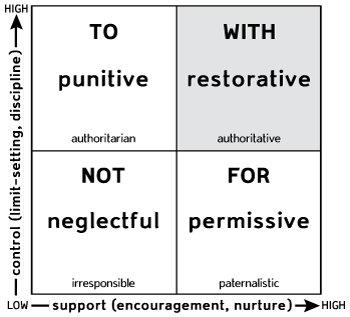 HIGH
control (limit-setting, discipline)
TO
punitive
authoritarian
WITH
restorative
authoritative
NOT
neglectful
irresponsible
FOR
permissive
paternalistic
LOW
support (encouragement, nurture)
HIGH